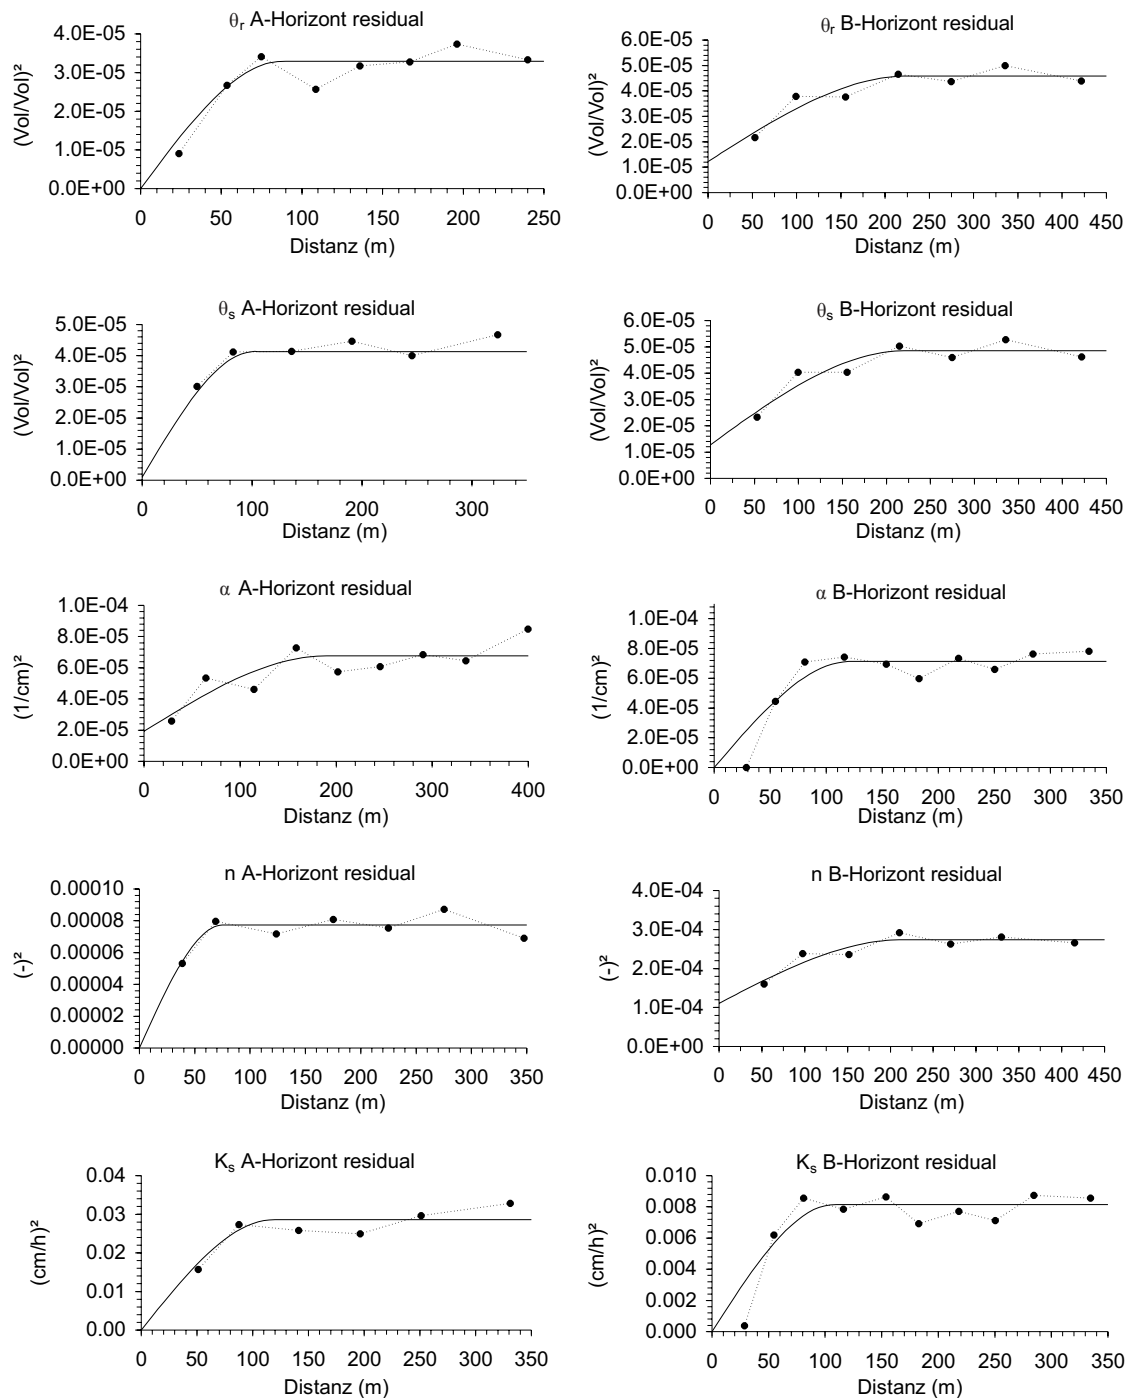 θr A-Horizont residual
4.0E-05
3.0E-05
2.0E-05
1.0E-05
0.0E+00
(Vol/Vol)²
0 50 100 150 200 250
Distanz (m)
θr B-Horizont residual
6.0E-05
5.0E-05
4.0E-05
3.0E-05
2.0E-05
1.0E-05
0.0E+00
(Vol/Vol)²
0 50 100 150 200 250 300 350 400 450
Distanz (m)
θs A-Horizont residual
5.0E-05
4.0E-05
3.0E-05
2.0E-05
1.0E-05
0.0E+00
(Vol/Vol)²
0 100 200 300
Distanz (m)
θs B-Horizont residual
6.0E-05
5.0E-05
4.0E-05
3.0E-05
2.0E-05
1.0E-05
0.0E+00
(Vol/Vol)²
0 50 100 150 200 250 300 350 400 450
Distanz (m)
α A-Horizont residual
1.0E-04
8.0E-05
6.0E-05
4.0E-05
2.0E-05
0.0E+00
(1/cm)²
0 100 200 300 400
Distanz (m)
α B-Horizont residual
1.0E-04
8.0E-05
6.0E-05
4.0E-05
2.0E-05
0.0E+00
(1/cm)²
0 50 100 150 200 250 300 350
Distanz (m)
n A-Horizont residual
0.00010
0.00008
0.00006
0.00004
0.00002
0.00000
(-)²
0 50 100 150 200 250 300 350
Distanz (m)
n B-Horizont residual
4.0E-04
3.0E-04
2.0E-04
1.0E-04
0.0E+00
(-)²
0 50 100 150 200 250 300 350 400 450
Distanz (m)
Ks A-Horizont residual
0.04
0.03
0.02
0.01
0.00
(cm/h)²
0 50 100 150 200 250 300 350
Distanz (m)
Ks B-Horizont residual
0.010
0.008
0.006
0.004
0.002
0.000
(cm/h)²
0 50 100 150 200 250 300 350
Distanz (m)